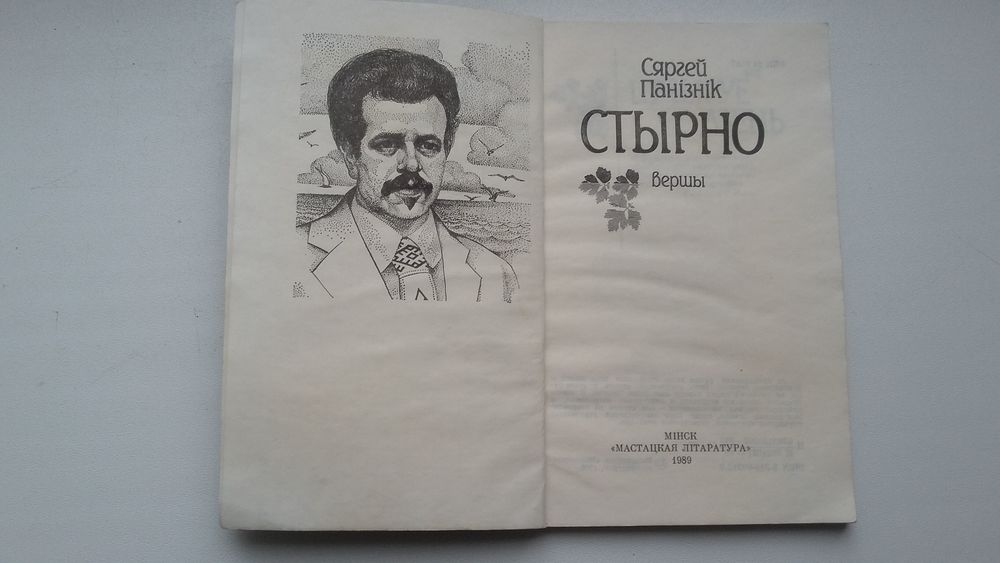 Сяргей
Панізнік
СТЫРНО
вершы
МІНСК
«МАСТАЦКАЯ ЛІТАРАТУРА»
1989